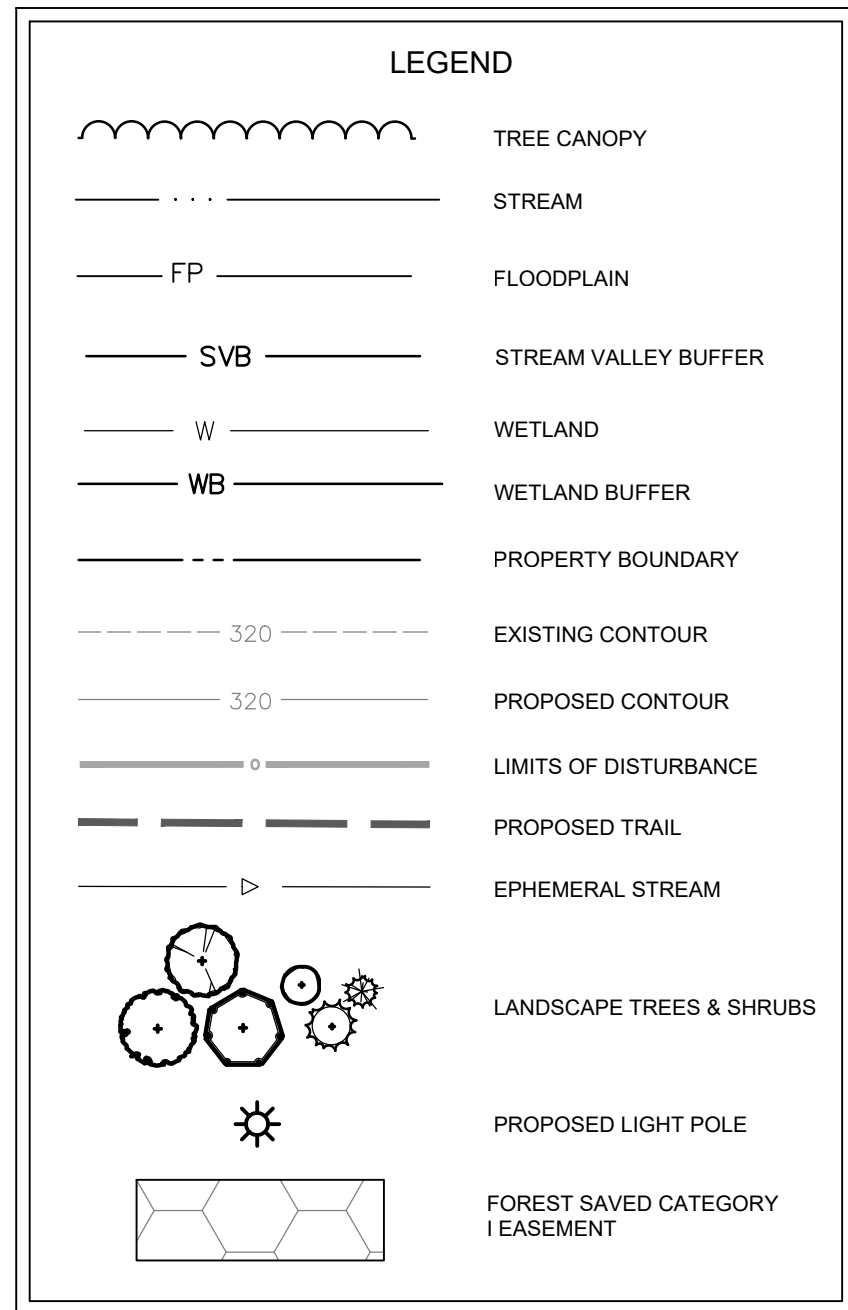 LEGEND
TREE CANOPY
STREAM
FP FLOODPLAIN
SVB STREAM VALLEY BUFFER
W WETLAND
WB WETLAND BUFFER
PROPERTY BOUNDARY
320 EXISTING CONTOUR
320 PROPOSED CONTOUR
LIMITS OF DISTURBANCE
PROPOSED TRAIL
EPHEMERAL STREAM
LANDSCAPE TREES & SHRUBS
PROPOSED LIGHT POLE
FOREST SAVED CATEGORY
I EASEMENT